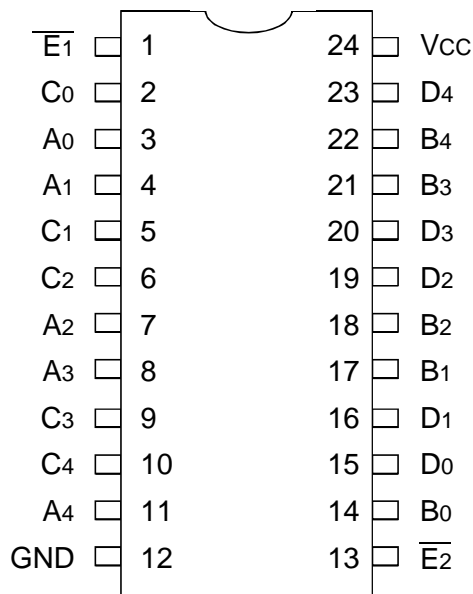 E1 1 24 VCC
C0 2 23 D4
A0 3 22 B4
A1 4 21 B3
C1 5 20 D3
C2 6 19 D2
A2 7 18 B2
A3 8 17 B1
C3 9 16 D1
C4 10 15 D0
A4 11 14 B0
GND 12 13 E2